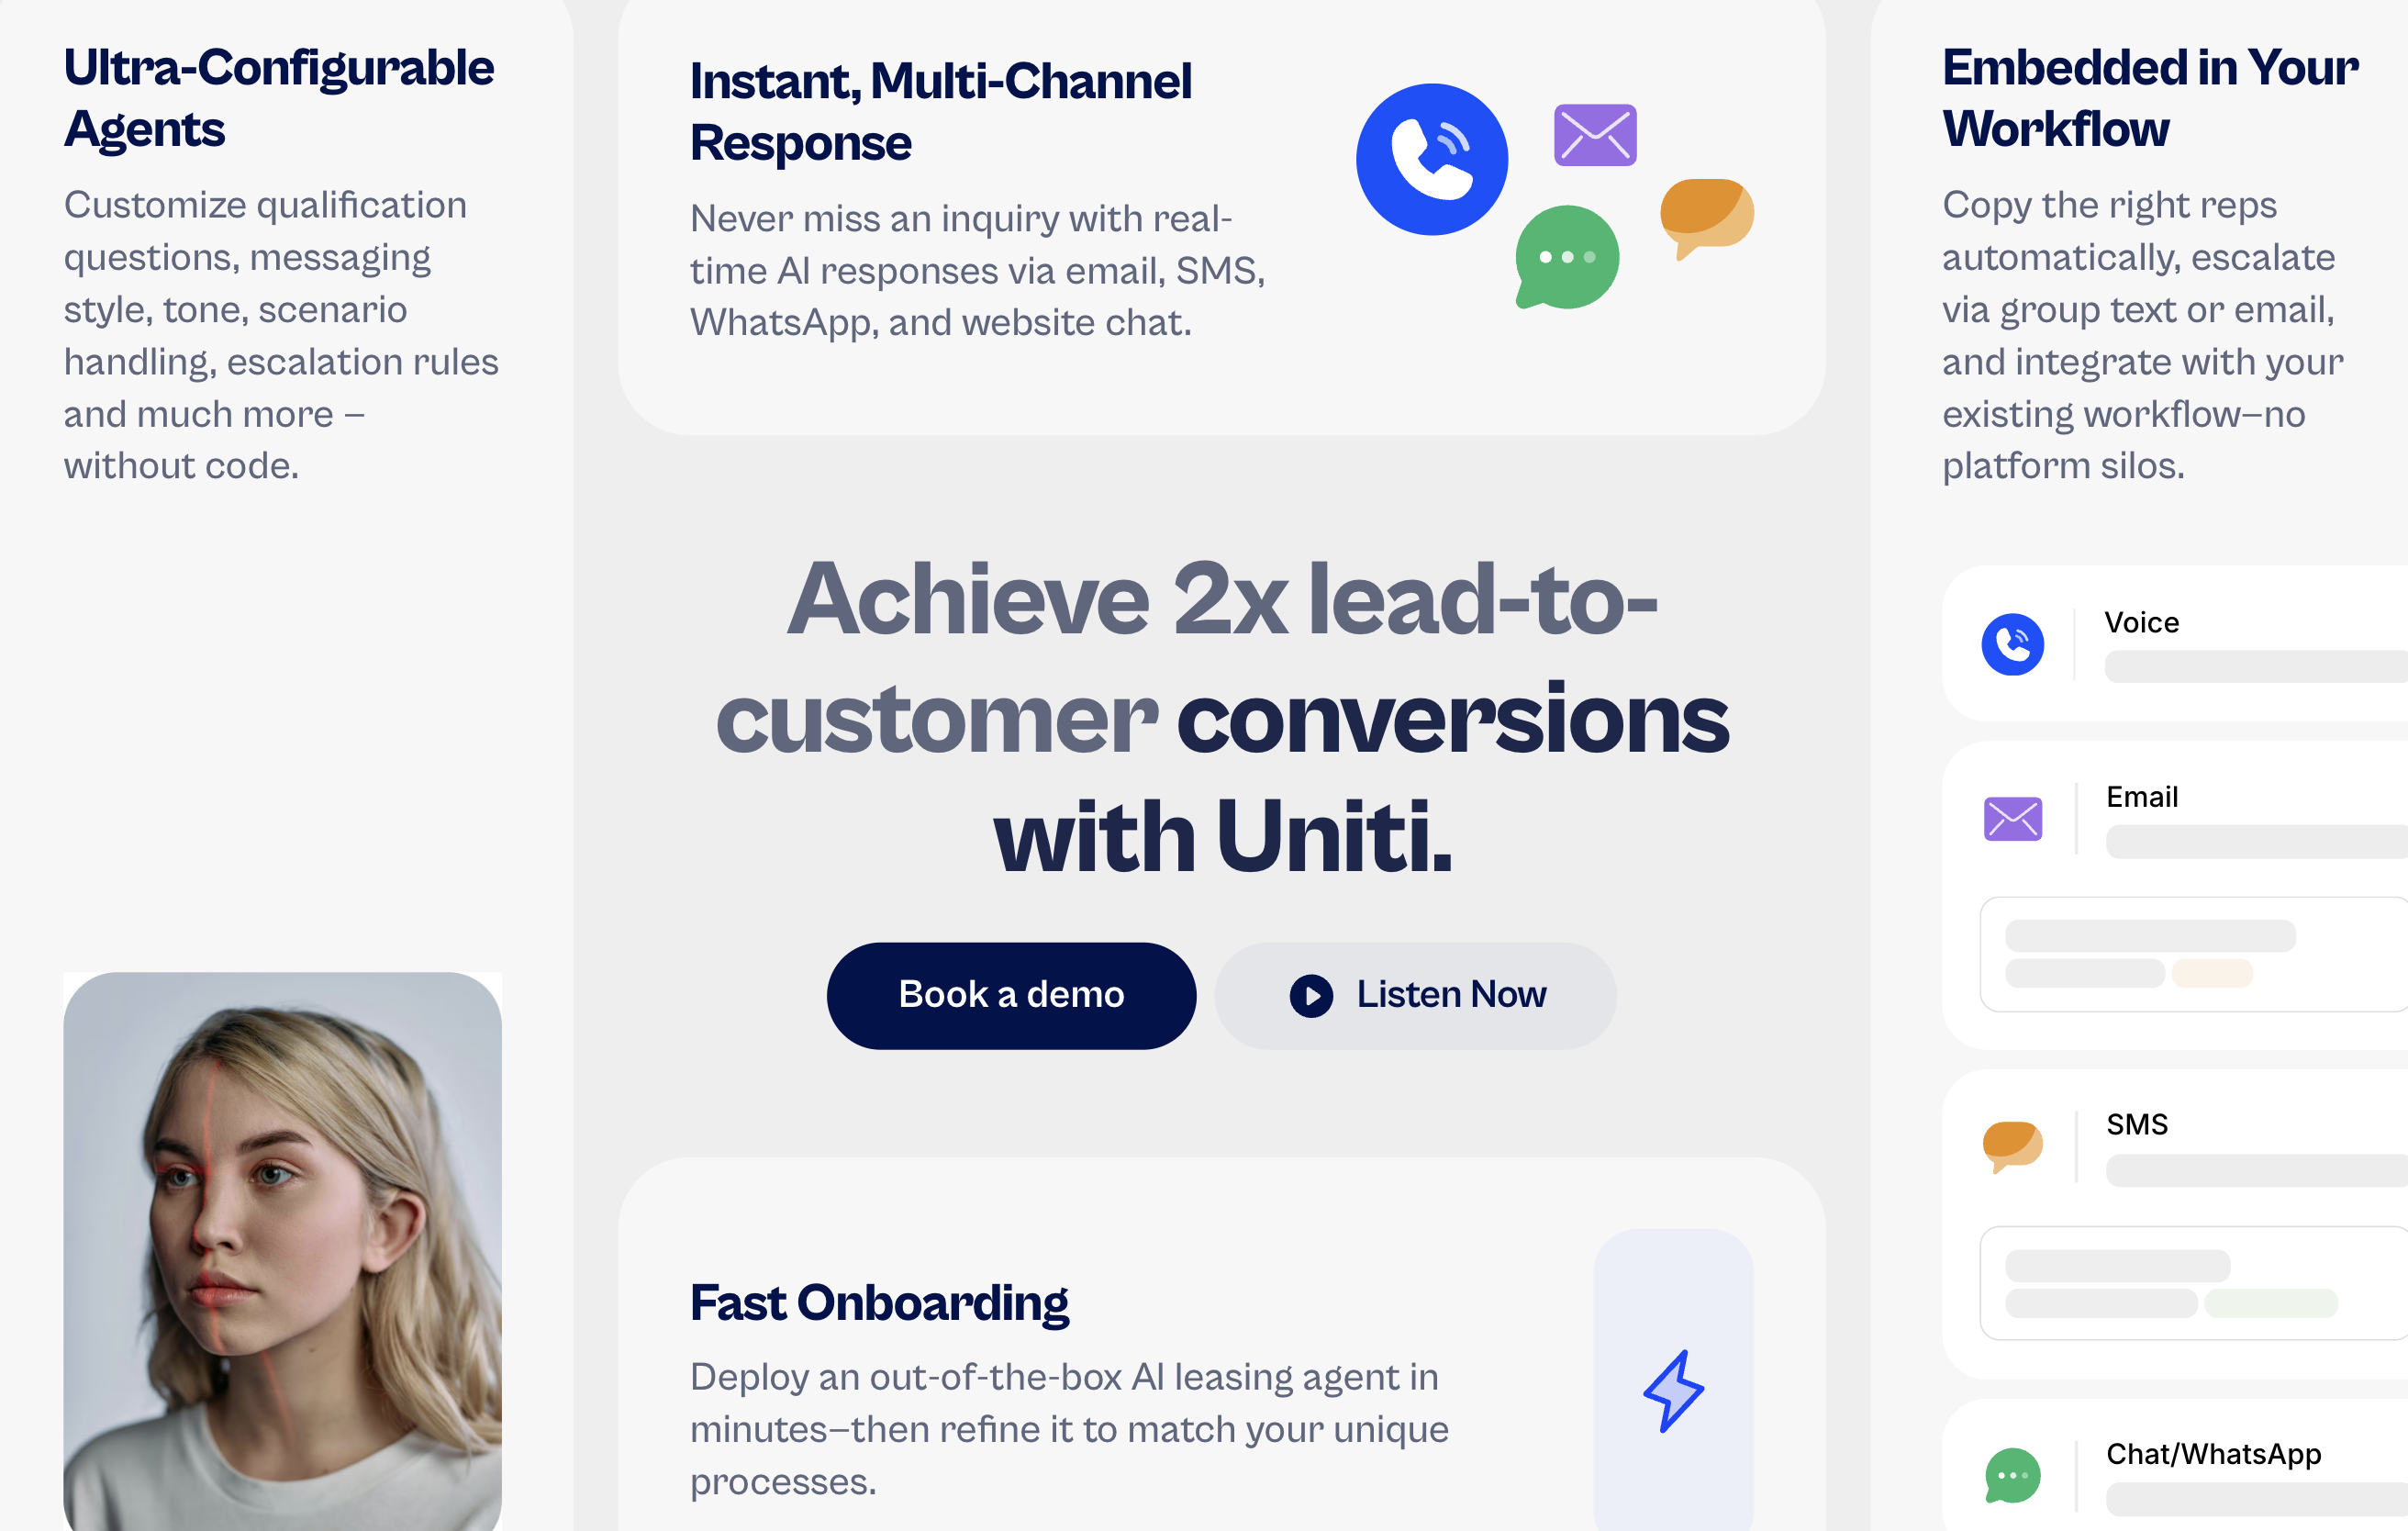 Ultra-Configurable
Agents
Customize qualification
questions, messaging
style, tone, scenario
handling, escalation rules
and much more –
without code.
Instant, Multi-Channel
Response
Never miss an inquiry with real-
time AI responses via email, SMS,
WhatsApp, and website chat.
Achieve 2x lead-to-
customer conversions
with Uniti.
Book a demo
Listen Now
Fast Onboarding
Deploy an out-of-the-box AI leasing agent in
minutes—then refine it to match your unique
processes.
Embedded in Your
Workflow
Copy the right reps
automatically, escalate
via group text or email,
and integrate with your
existing workflow—no
platform silos.
Voice
Email
SMS
Chat/WhatsApp